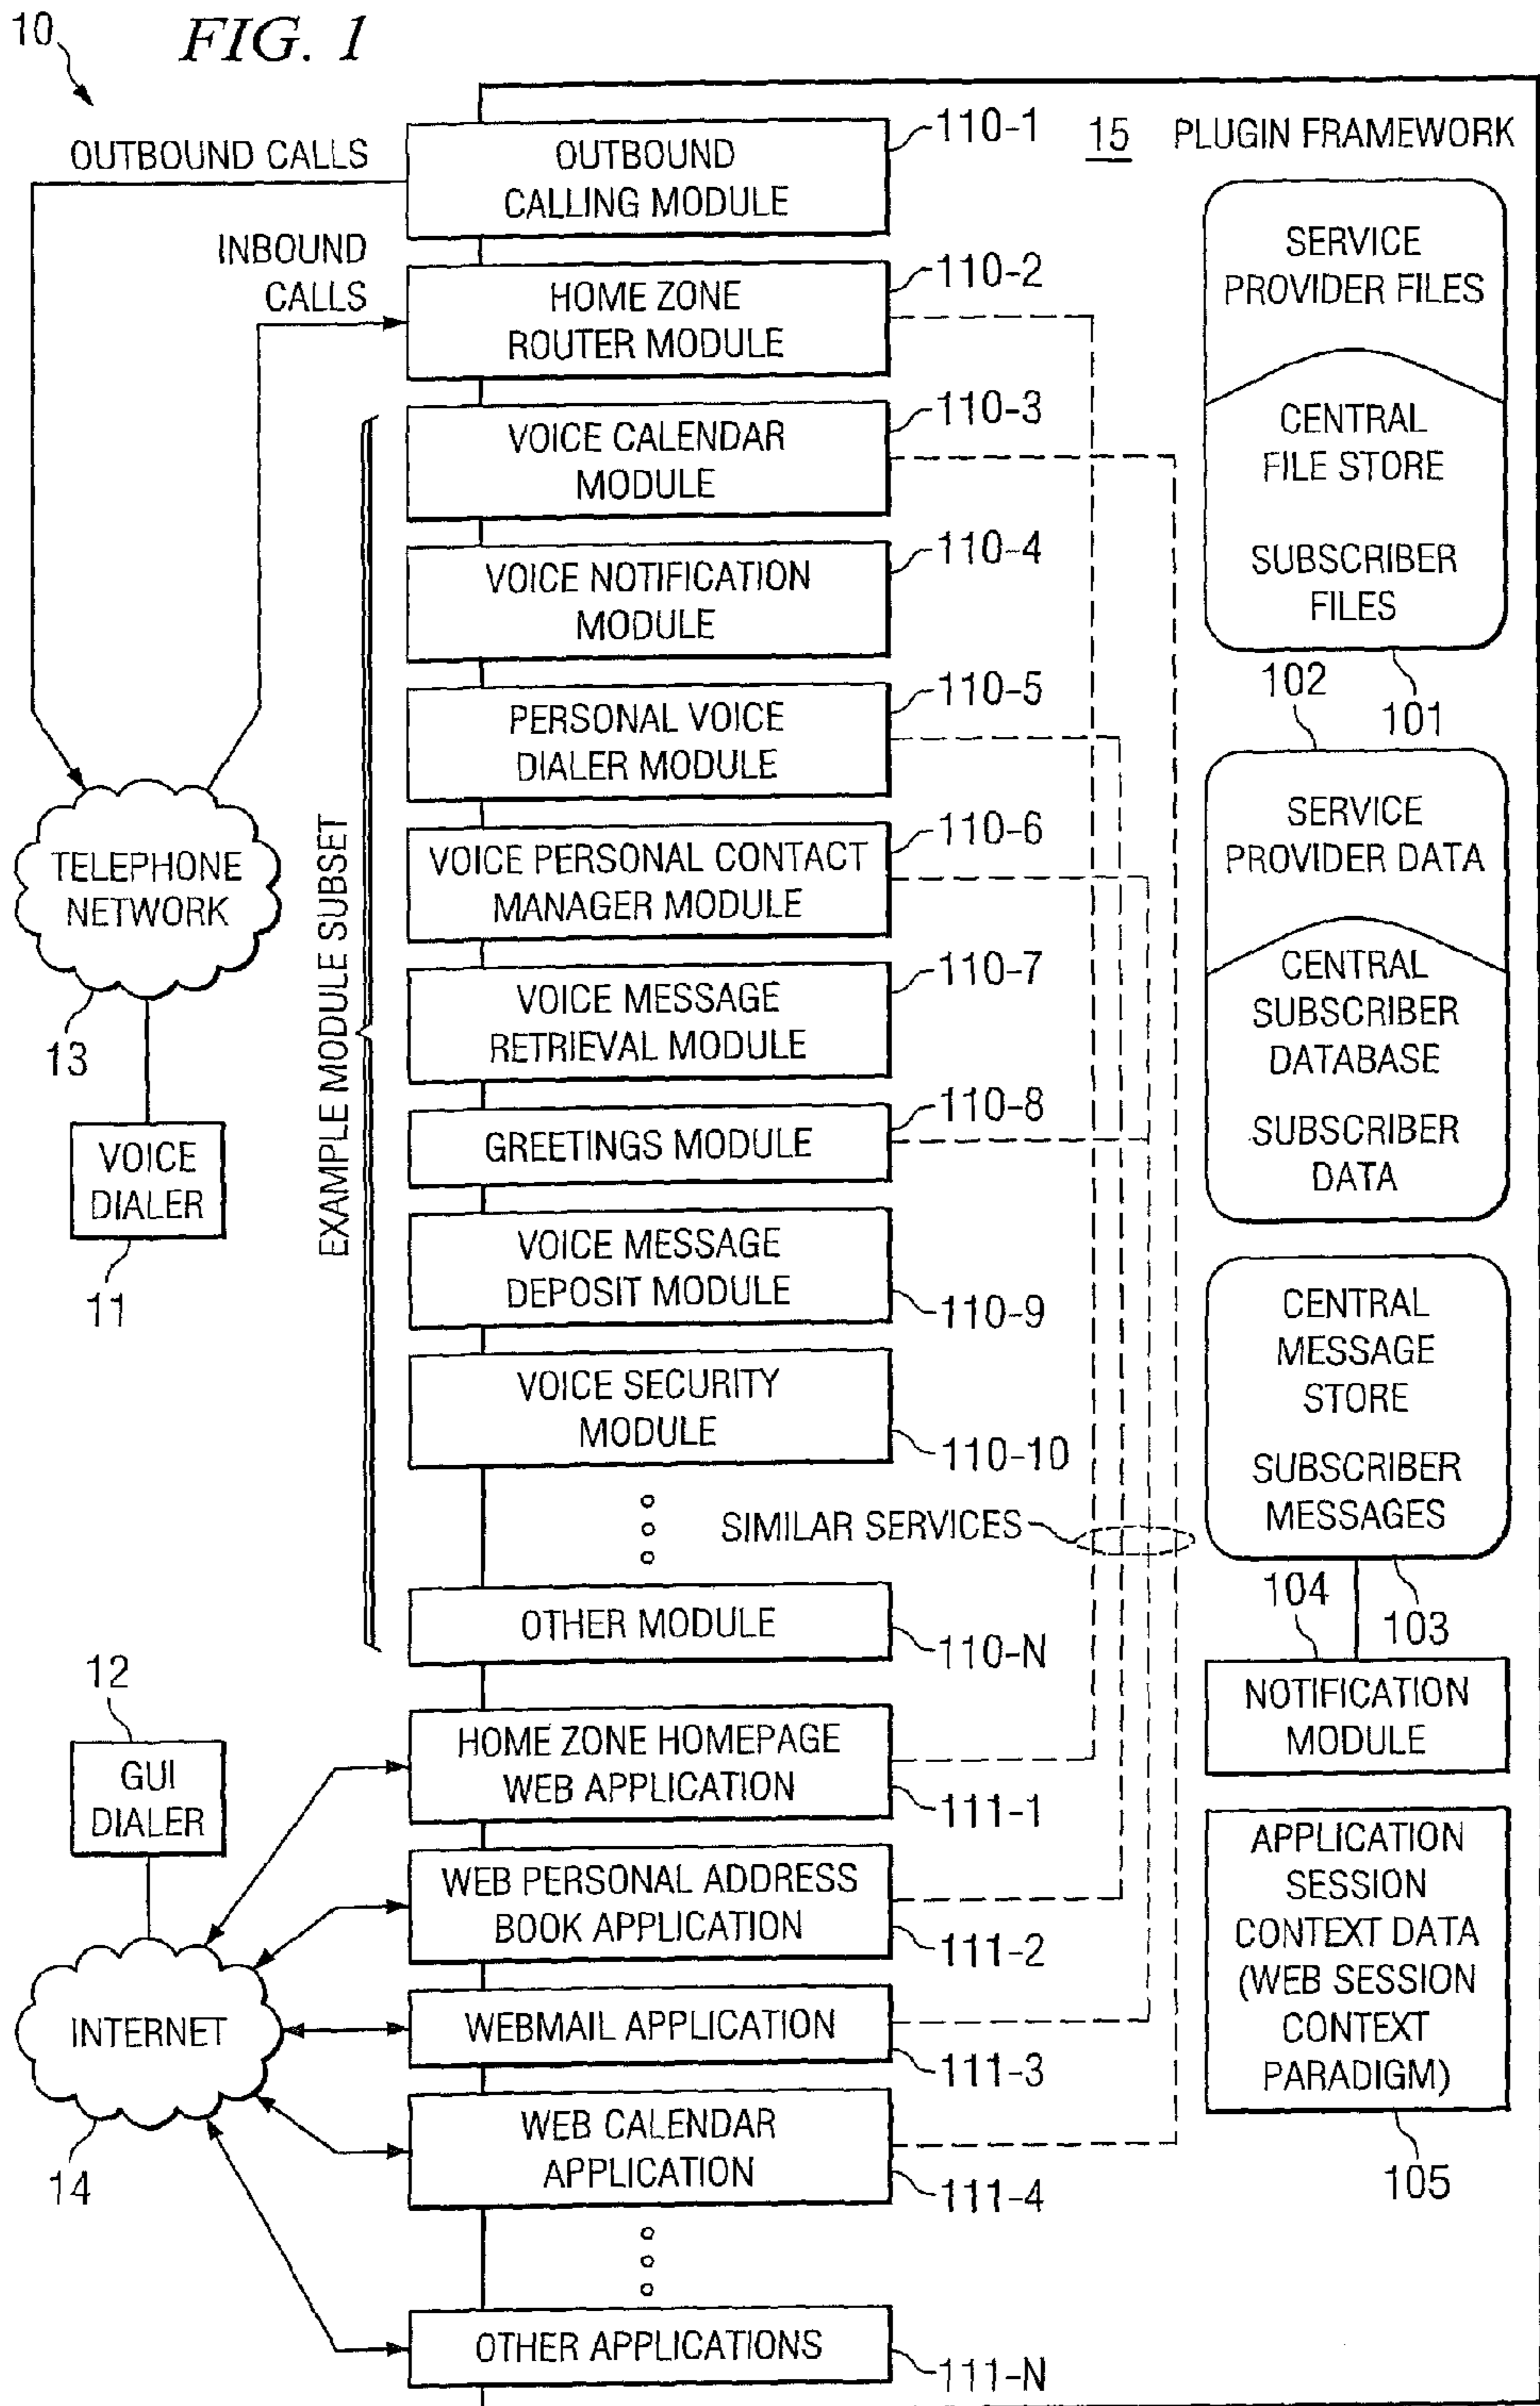 10
FIG. 1
OUTBOUND CALLS
INBOUND
CALLS
TELEPHONE
NETWORK
13
VOICE
DIALER
11
EXAMPLE MODULE SUBSET
OUTBOUND
CALLING MODULE
110-1
HOME ZONE
ROUTER MODULE
110-2
VOICE CALENDAR
MODULE
110-3
VOICE NOTIFICATION
MODULE
110-4
PERSONAL VOICE
DIALER MODULE
110-5
VOICE PERSONAL CONTACT
MANAGER MODULE
110-6
VOICE MESSAGE
RETRIEVAL MODULE
110-7
GREETINGS MODULE
110-8
VOICE MESSAGE
DEPOSIT MODULE
110-9
VOICE SECURITY
MODULE
110-10
SIMILAR SERVICES
OTHER MODULE
110-N
12
GUI
DIALER
INTERNET
14
HOME ZONE HOMEPAGE
WEB APPLICATION
111-1
WEB PERSONAL ADDRESS
BOOK APPLICATION
111-2
WEBMAIL APPLICATION
111-3
WEB CALENDAR
APPLICATION
111-4
OTHER APPLICATIONS
111-N
15 PLUGIN FRAMEWORK
SERVICE
PROVIDER FILES
CENTRAL
FILE STORE
SUBSCRIBER
FILES
101
102
SERVICE
PROVIDER DATA
CENTRAL
SUBSCRIBER
DATABASE
SUBSCRIBER
DATA
CENTRAL
MESSAGE
STORE
SUBSCRIBER
MESSAGES
103
104
NOTIFICATION
MODULE
APPLICATION
SESSION
CONTEXT DATA
(WEB SESSION
CONTEXT
PARADIGM)
105